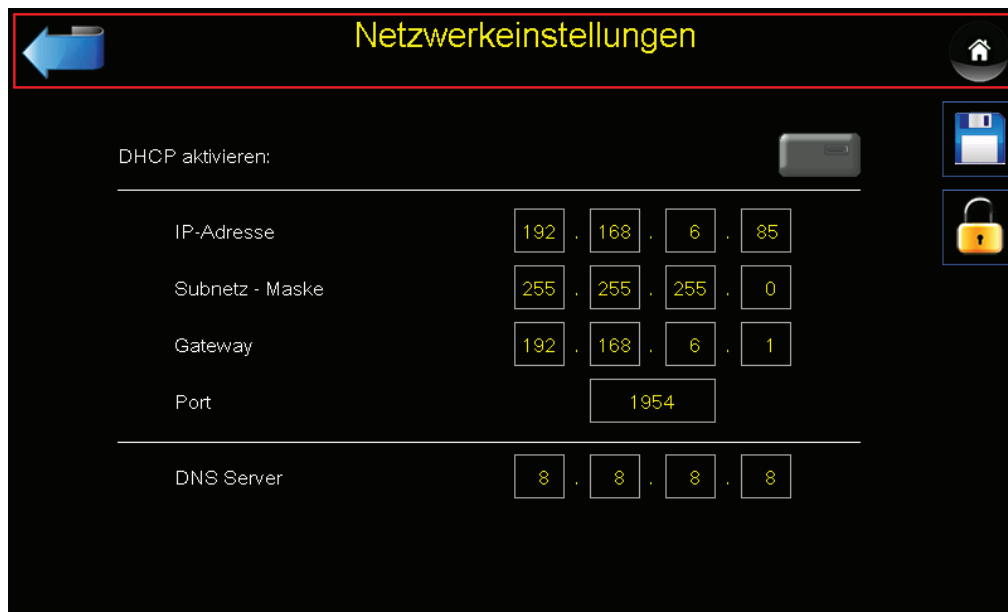 Netzwerkeinstellungen
DHCP aktivieren:
IP-Adresse 192 . 168 . 6 . 85
Subnetz - Maske 255 . 255 . 255 . 0
Gateway 192 . 168 . 6 . 1
Port 1954
DNS Server 8 . 8 . 8 . 8